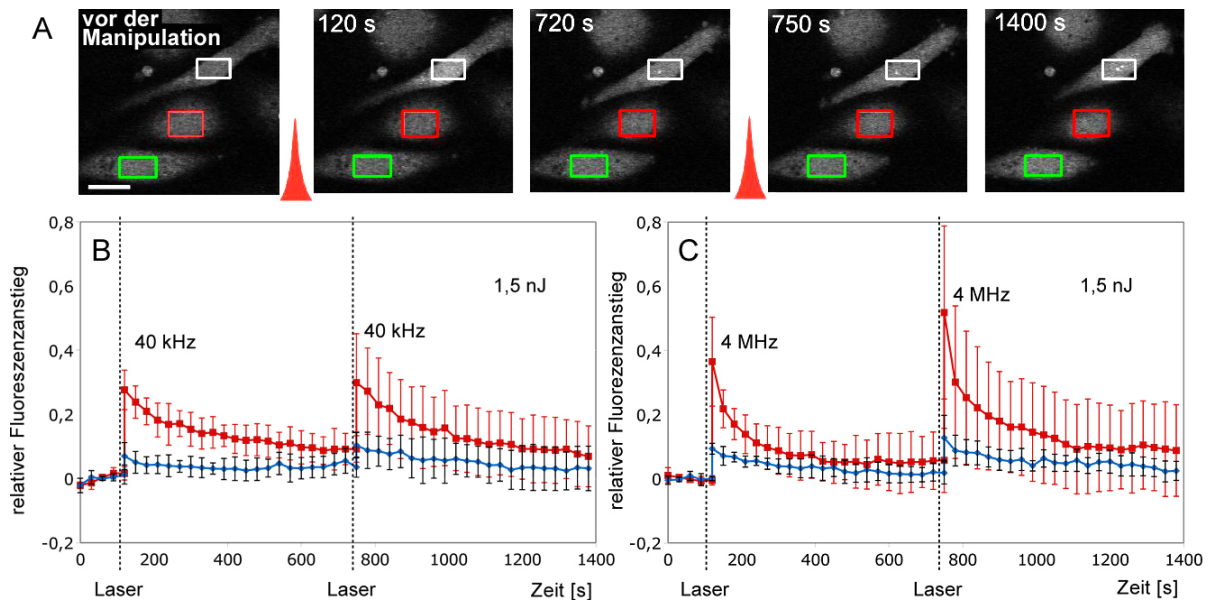 A
vor der
Manipulation
120 s
720 s
750 s
1400 s
B
relativer Fluoreszenzanstieg
0,8
0,6
0,4
0,2
0
-0,2
40 kHz
40 kHz
1,5 nJ
0 200 400 600 800 1000 1200 1400
Laser Laser Zeit [s]
C
relativer Fluorezenzanstieg
0,8
0,6
0,4
0,2
0
-0,2
4 MHz
4 MHz
1,5 nJ
0 200 400 600 800 1000 1200 1400
Laser Laser Zeit [s]